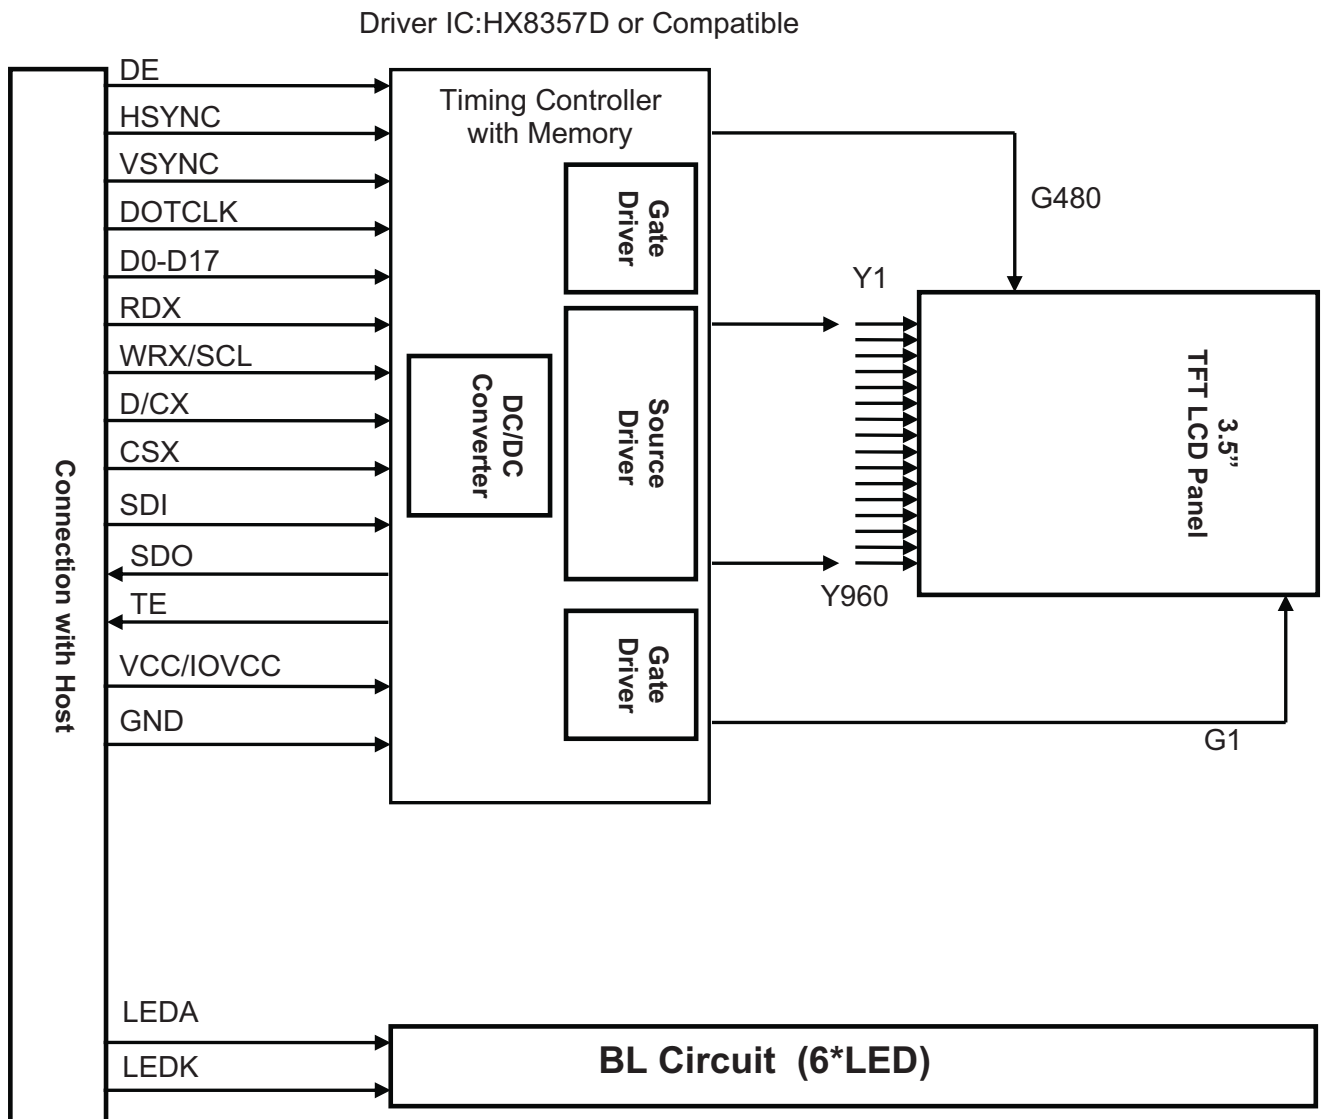 Driver IC:HX8357D or Compatible
DE
HSYNC
VSYNC
DOTCLK
D0-D17
RDX
WRX/SCL
D/CX
CSX
SDI
SDO
TE
VCC/IOVCC
GND
Connection with Host
Timing Controller
with Memory
Gate
Driver
DC/DC
Converter
Source
Driver
Gate
Driver
G480
Y1
Y960
3.5”
TFT LCD Panel
G1
LEDA
LEDK
BL Circuit (6*LED)